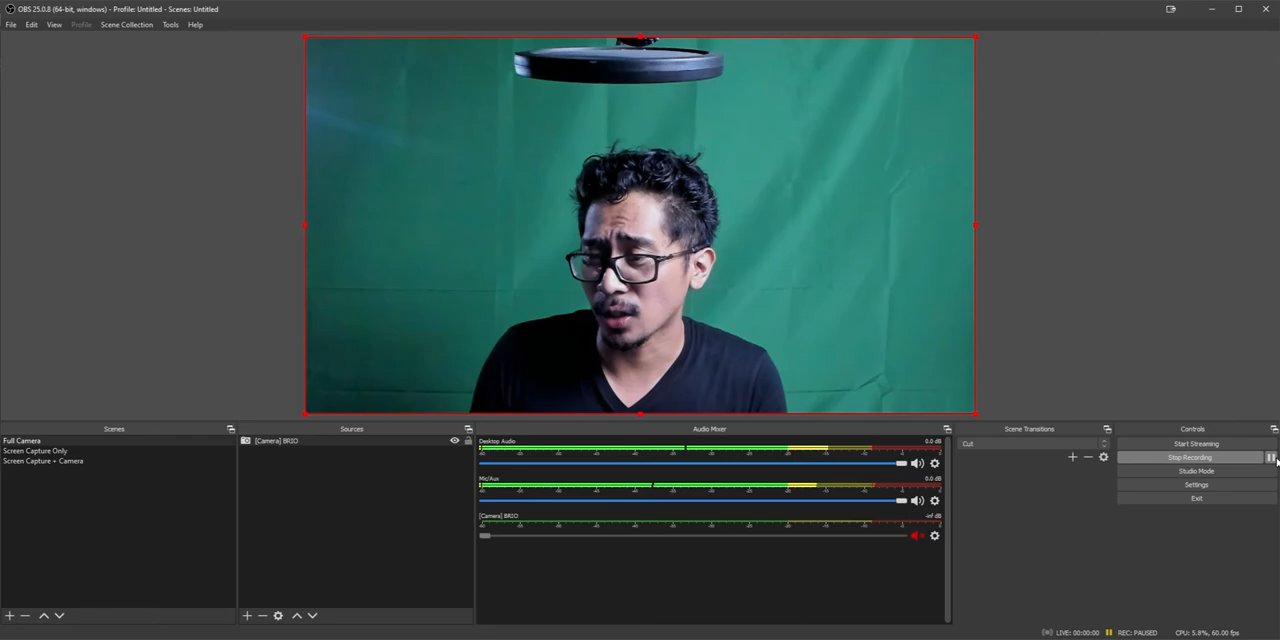 OBS 25.0.8 (64-bit, windows) - Profile: Untitled - Scenes: Untitled
File Edit View Profile Scene Collection Tools Help
Scenes
Full Camera
Screen Capture Only
Screen Capture + Camera
Sources
[Camera] BRIO
Audio Mixer
Desktop Audio 0.0 dB
Mic/Aux 0.0 dB
[Camera] BRIO -inf dB
Scene Transitions
Cut
Controls
Start Streaming
Stop Recording
Studio Mode
Settings
Exit
LIVE: 00:00:00 REC: PAUSED CPU: 5.8%, 60.00 fps